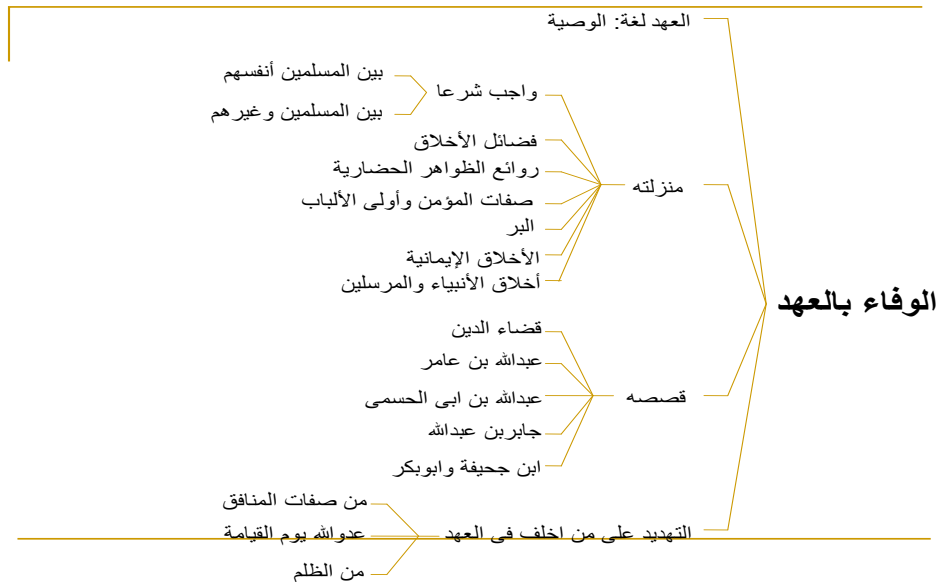 الوفاء بالعهد
العهد لغة: الوصية
منزلته
واجب شرعا
بين المسلمين أنفسهم
بين المسلمين وغيرهم
فضائل الأخلاق
روائع الظواهر الحضارية
صفات المؤمن وأولى الألباب
البر
الأخلاق الإيمانية
أخلاق الأنبياء والمرسلين
قصصه
قضاء الدين
عبدالله بن عامر
عبدالله بن ابى الحسمى
جابربن عبدالله
ابن جحيفة وابوبكر
التهديد على من اخلف فى العهد
من صفات المنافق
عدوالله يوم القيامة
من الظلم